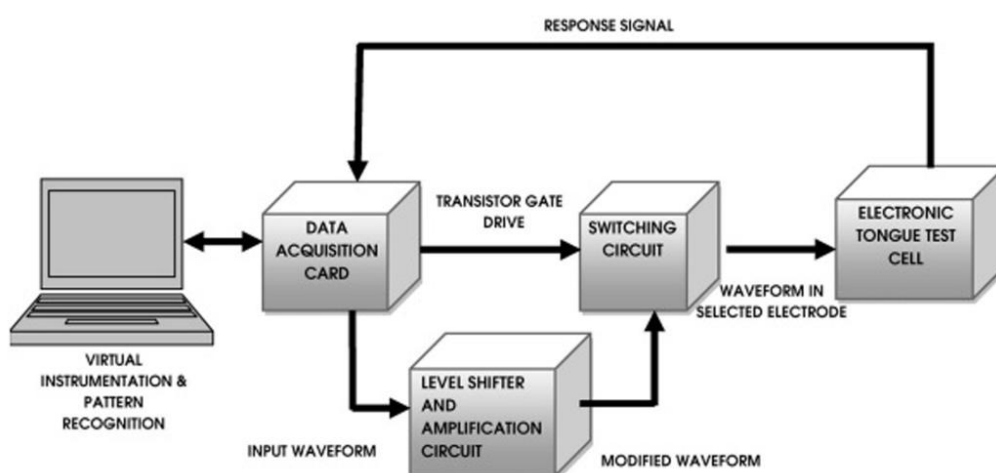 RESPONSE SIGNAL
DATA
ACQUISITION
CARD
TRANSISTOR GATE
DRIVE
SWITCHING
CIRCUIT
ELECTRONIC
TONGUE TEST
CELL
WAVEFORM IN
SELECTED ELECTRODE
VIRTUAL
INSTRUMENTATION &
PATTERN
RECOGNITION
LEVEL SHIFTER
AND
AMPLIFICATION
CIRCUIT
INPUT WAVEFORM
MODIFIED WAVEFORM